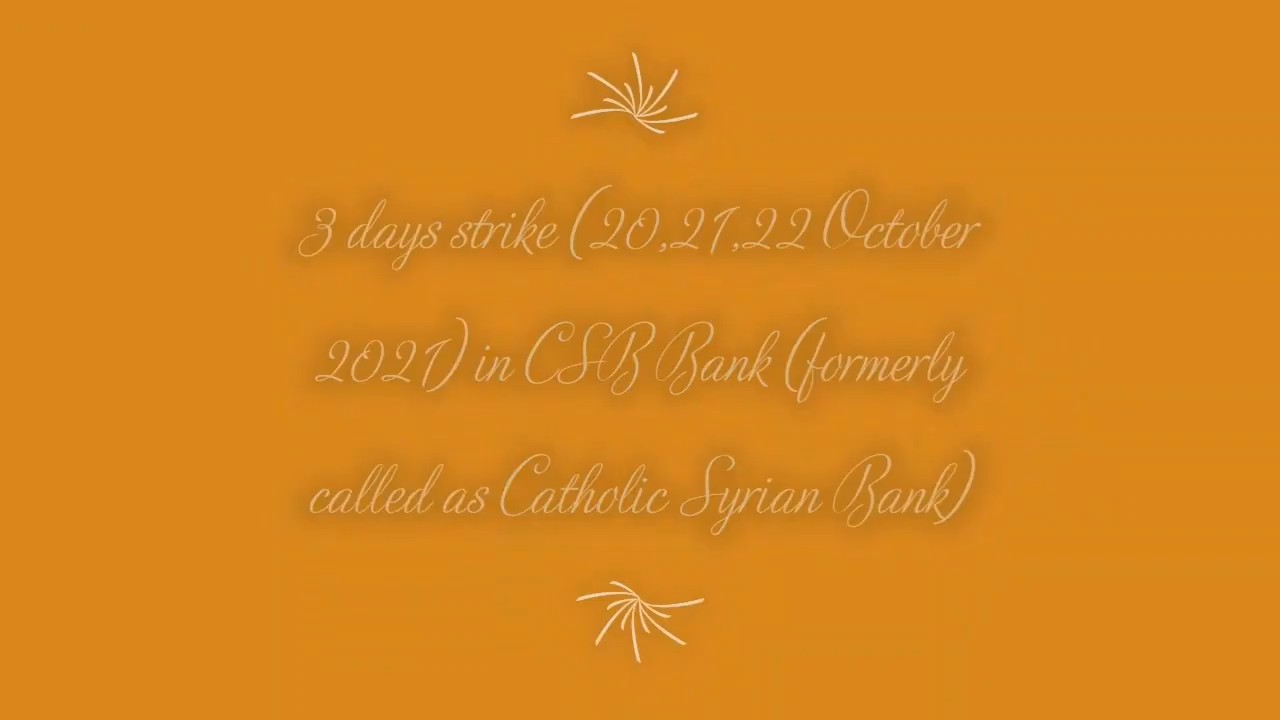 3 days strike (20,21,22 October
2021) in CSB Bank (formerly
called as Catholic Syrian Bank)